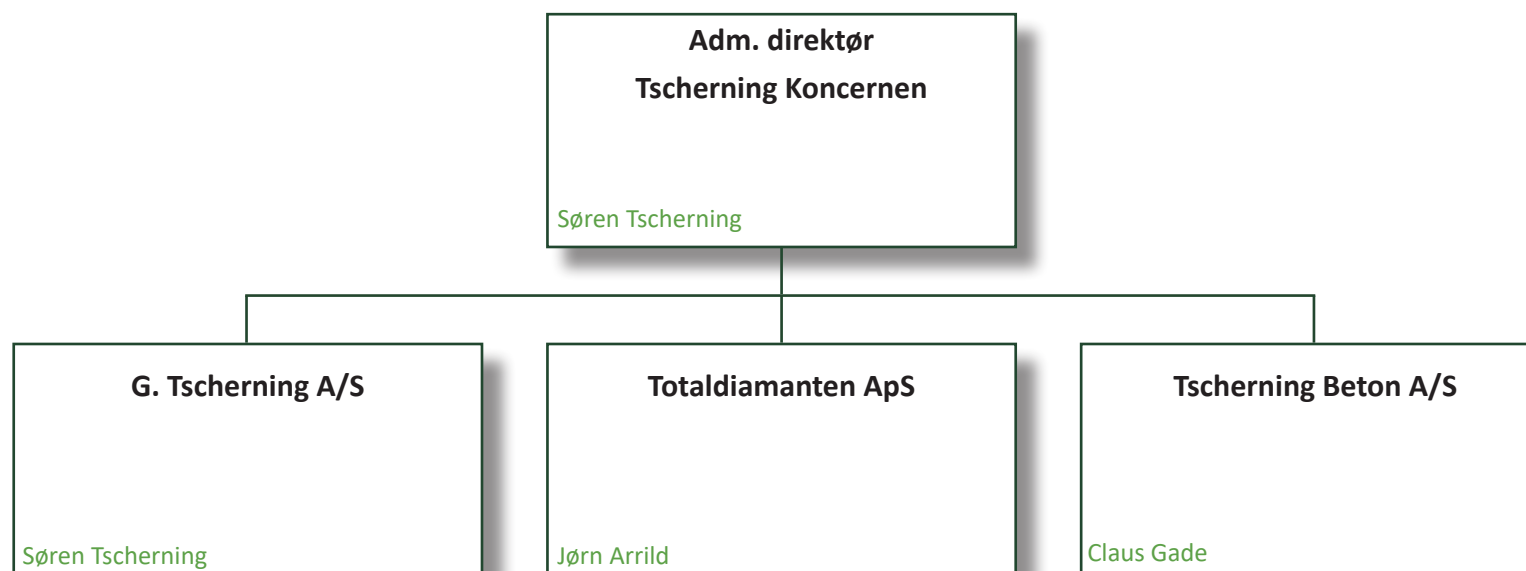 Adm. direktør
Tscherning Koncernen
Søren Tscherning
G. Tscherning A/S
Søren Tscherning
Totaldiamanten ApS
Jørn Arrild
Tscherning Beton A/S
Claus Gade